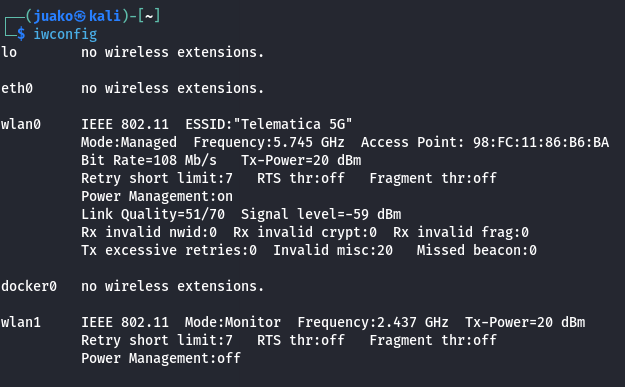 ┌──(juako㉿kali)-[~]
└─$ iwconfig
lo        no wireless extensions.
eth0      no wireless extensions.
wlan0     IEEE 802.11  ESSID:"Telematica 5G"
          Mode:Managed  Frequency:5.745 GHz  Access Point: 98:FC:11:86:B6:BA
          Bit Rate=108 Mb/s   Tx-Power=20 dBm
          Retry short limit:7   RTS thr:off   Fragment thr:off
          Power Management:on
          Link Quality=51/70  Signal level=-59 dBm
          Rx invalid nwid:0  Rx invalid crypt:0  Rx invalid frag:0
          Tx excessive retries:0  Invalid misc:20   Missed beacon:0
docker0   no wireless extensions.
wlan1     IEEE 802.11  Mode:Monitor  Frequency:2.437 GHz  Tx-Power=20 dBm
          Retry short limit:7   RTS thr:off   Fragment thr:off
          Power Management:off